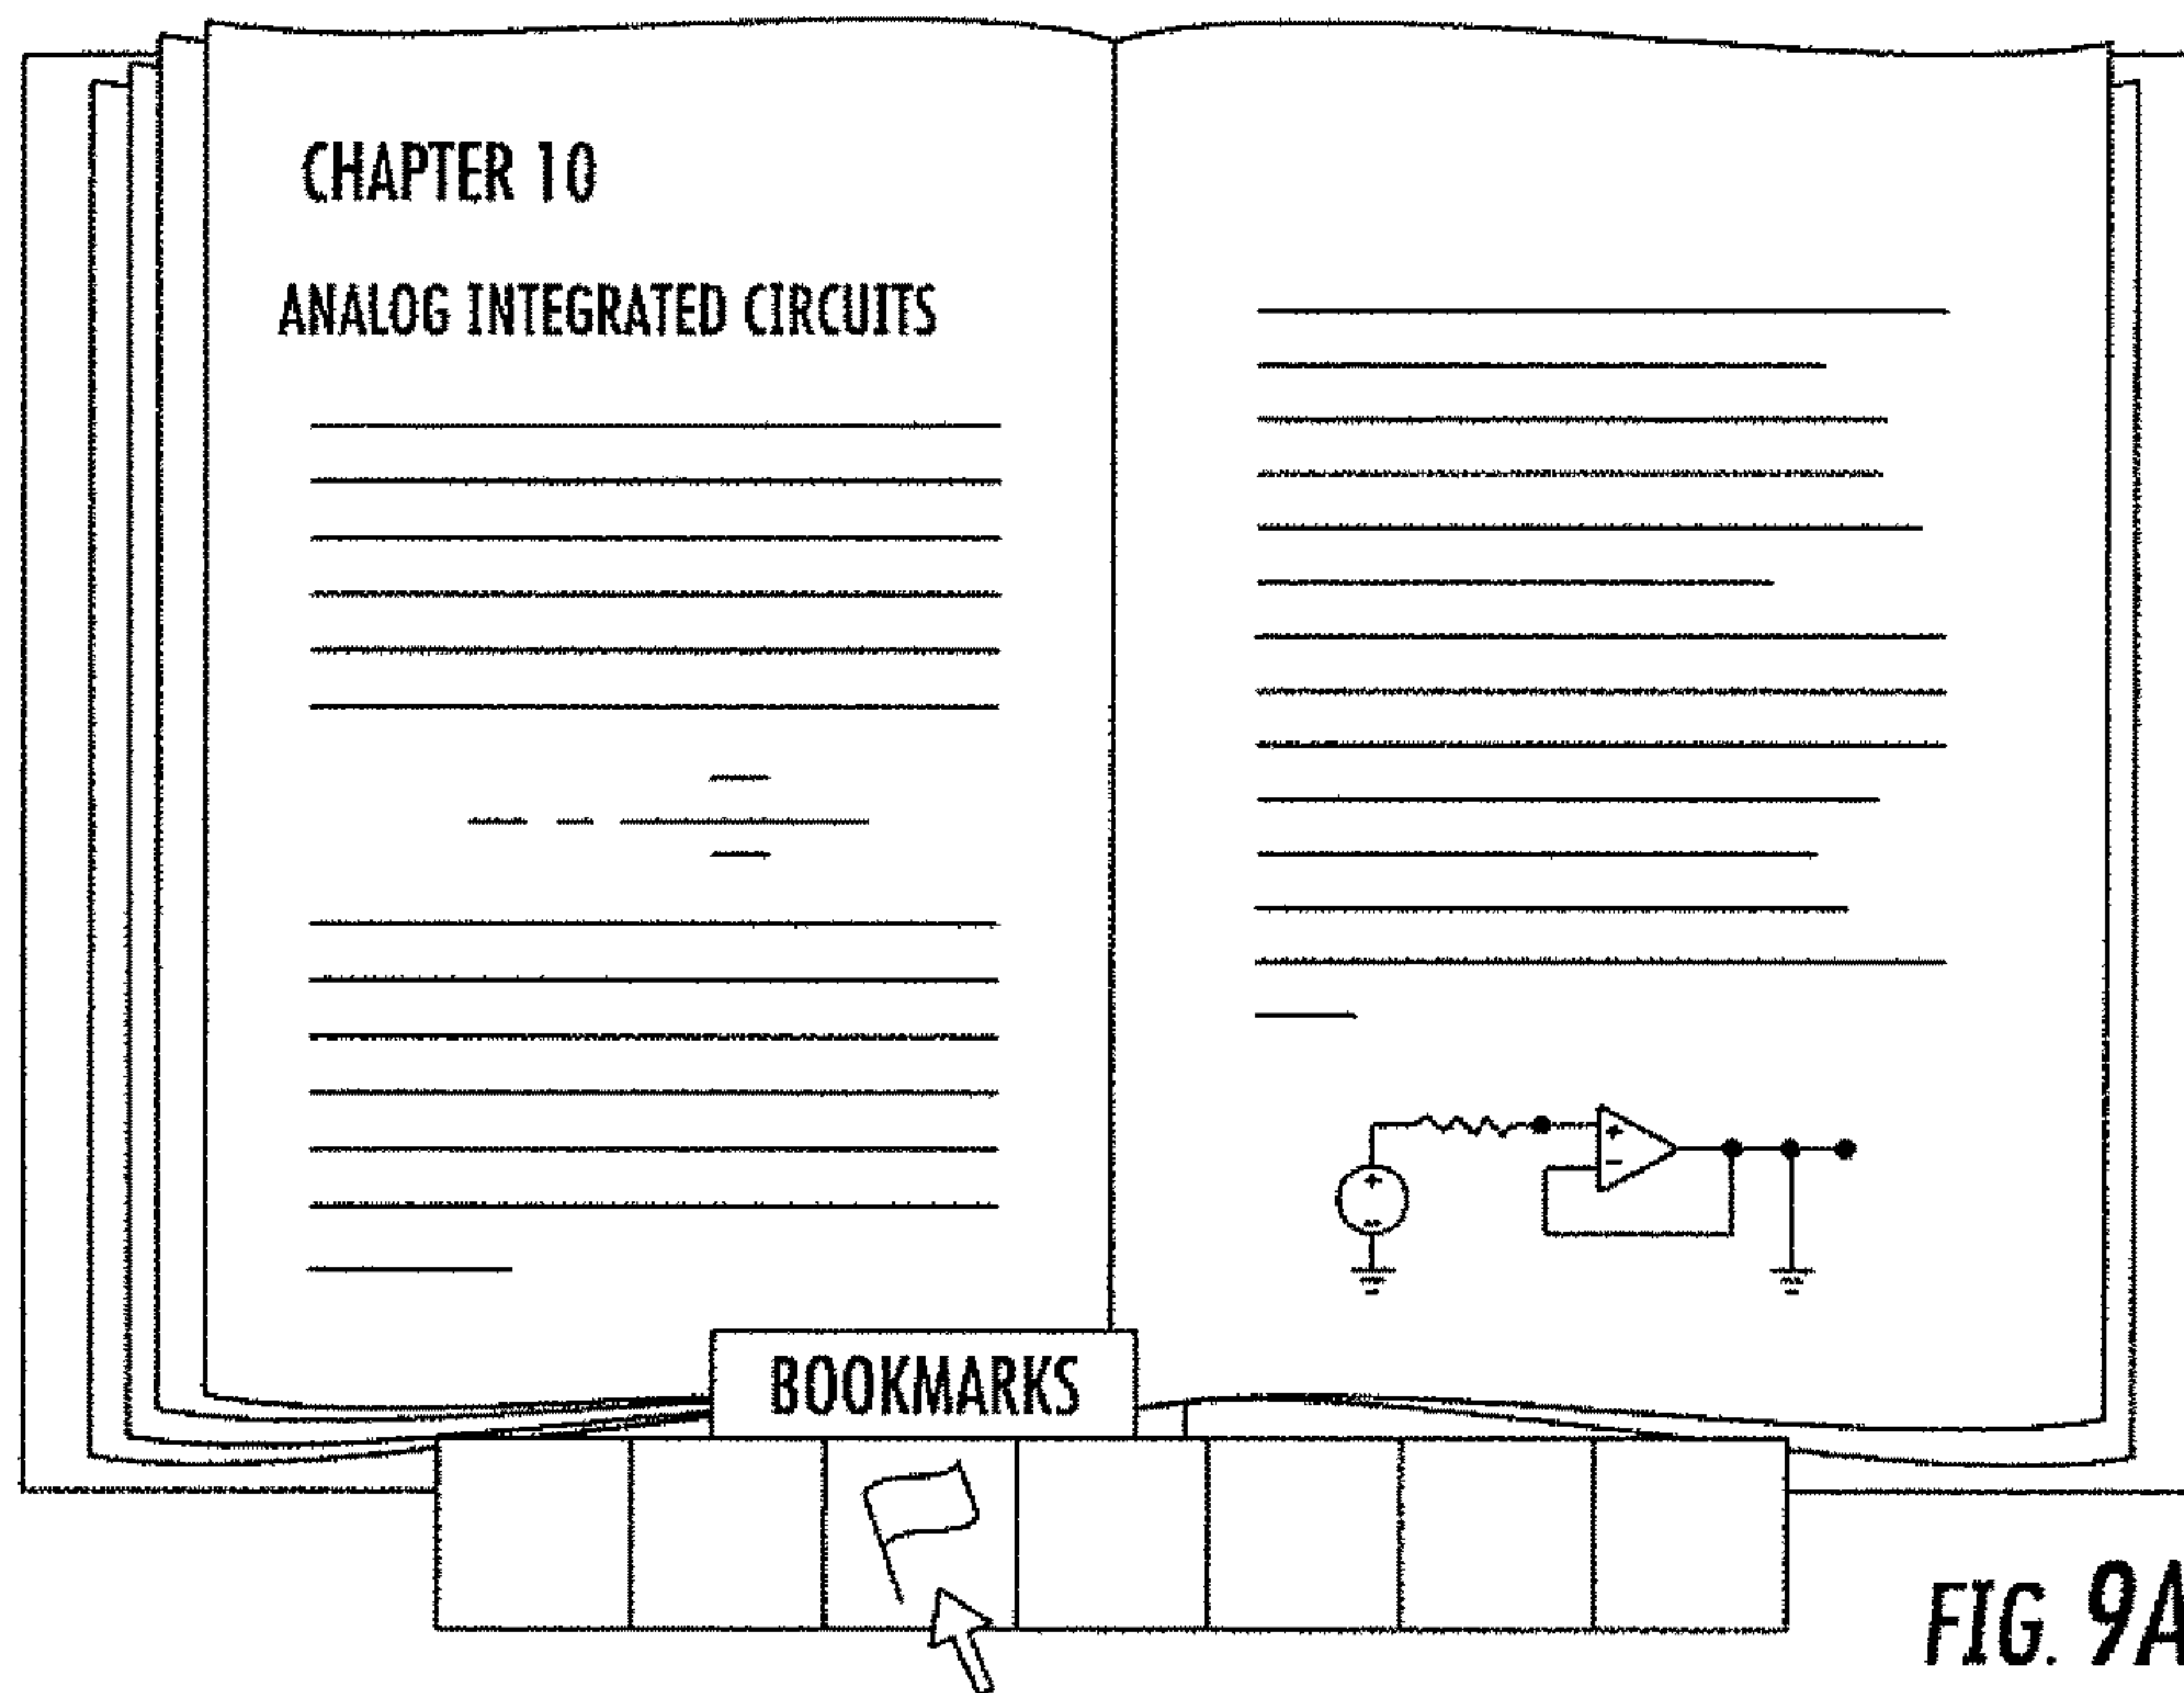 CHAPTER 10
ANALOG INTEGRATED CIRCUITS
+
+
−
−
BOOKMARKS
FIG. 9A